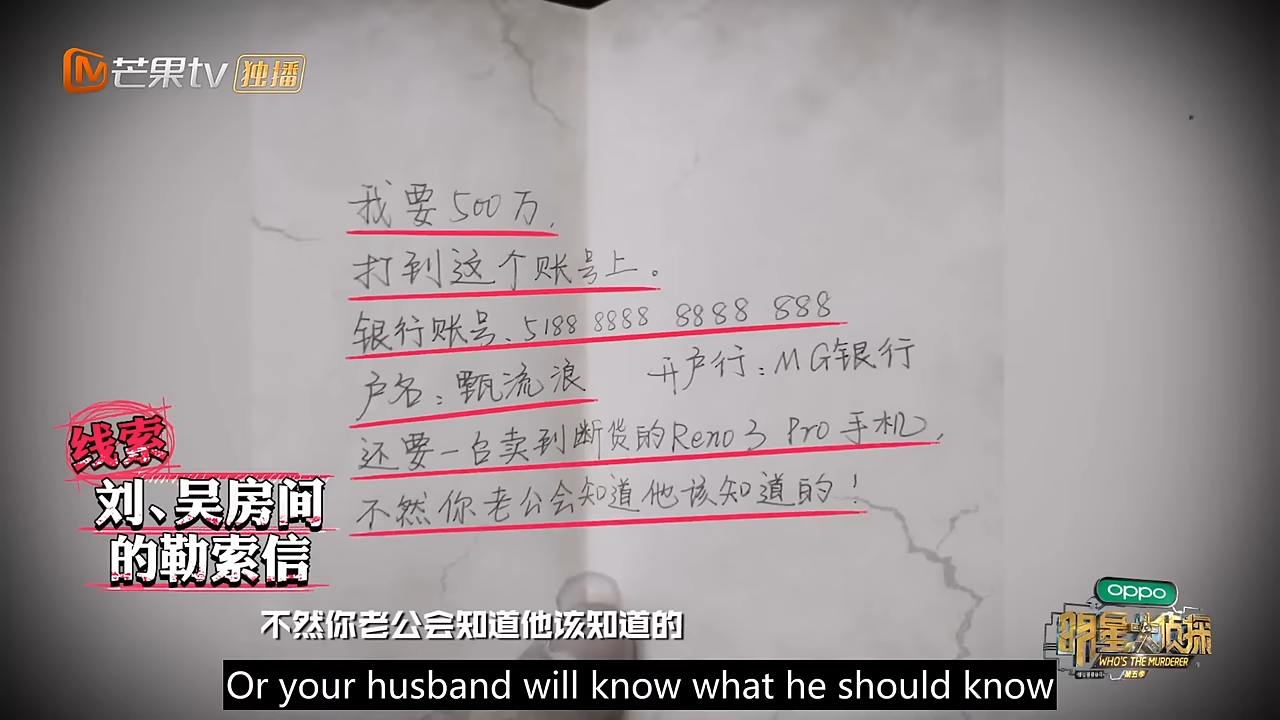 芒果tv 独播
我要500万,
打到这个账号上。
银行账号、5188 8888 8888 888
户名:甄流浪 开户行:MG银行
还要一台卖到断货的Reno 3 Pro手机,
不然你老公会知道他该知道的!
线索
刘、吴房间
的勒索信
不然你老公会知道他该知道的
Or your husband will know what he should know
oppo
明星大侦探
WHO'S THE MURDERER
第五季